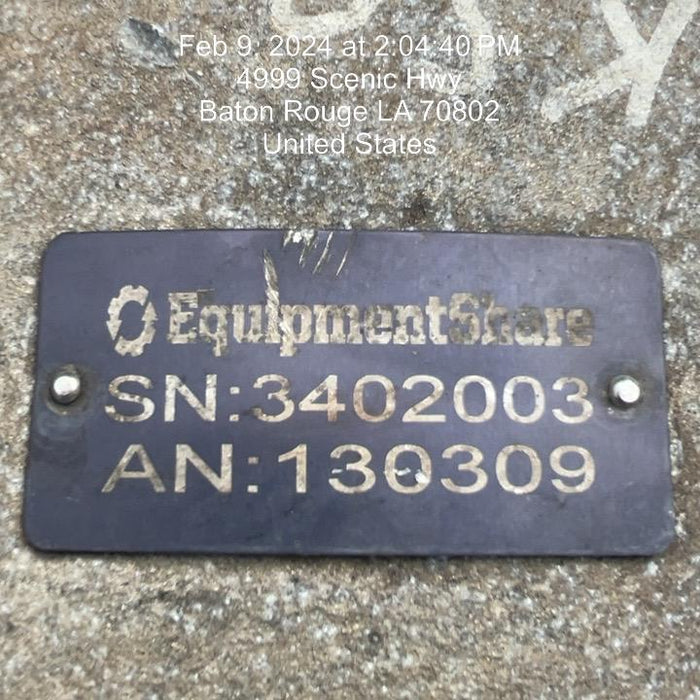 Feb 9, 2024 at 2:04:40 PM
4999 Scenic Hwy
Baton Rouge LA 70802
United States
EquipmentShare
SN:3402003
AN:130309